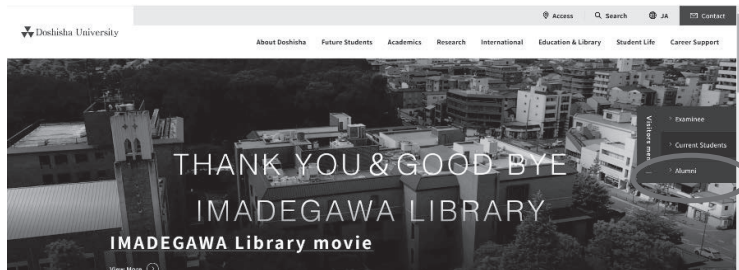 Access Search JA Contact
Doshisha University
About Doshisha Future Students Academics Research International Education & Library Student Life Career Support
Visitors menu
Examinee
Current Students
Alumni
THANK YOU & GOOD BYE
IMADEGAWA LIBRARY
IMADEGAWA Library movie
View More